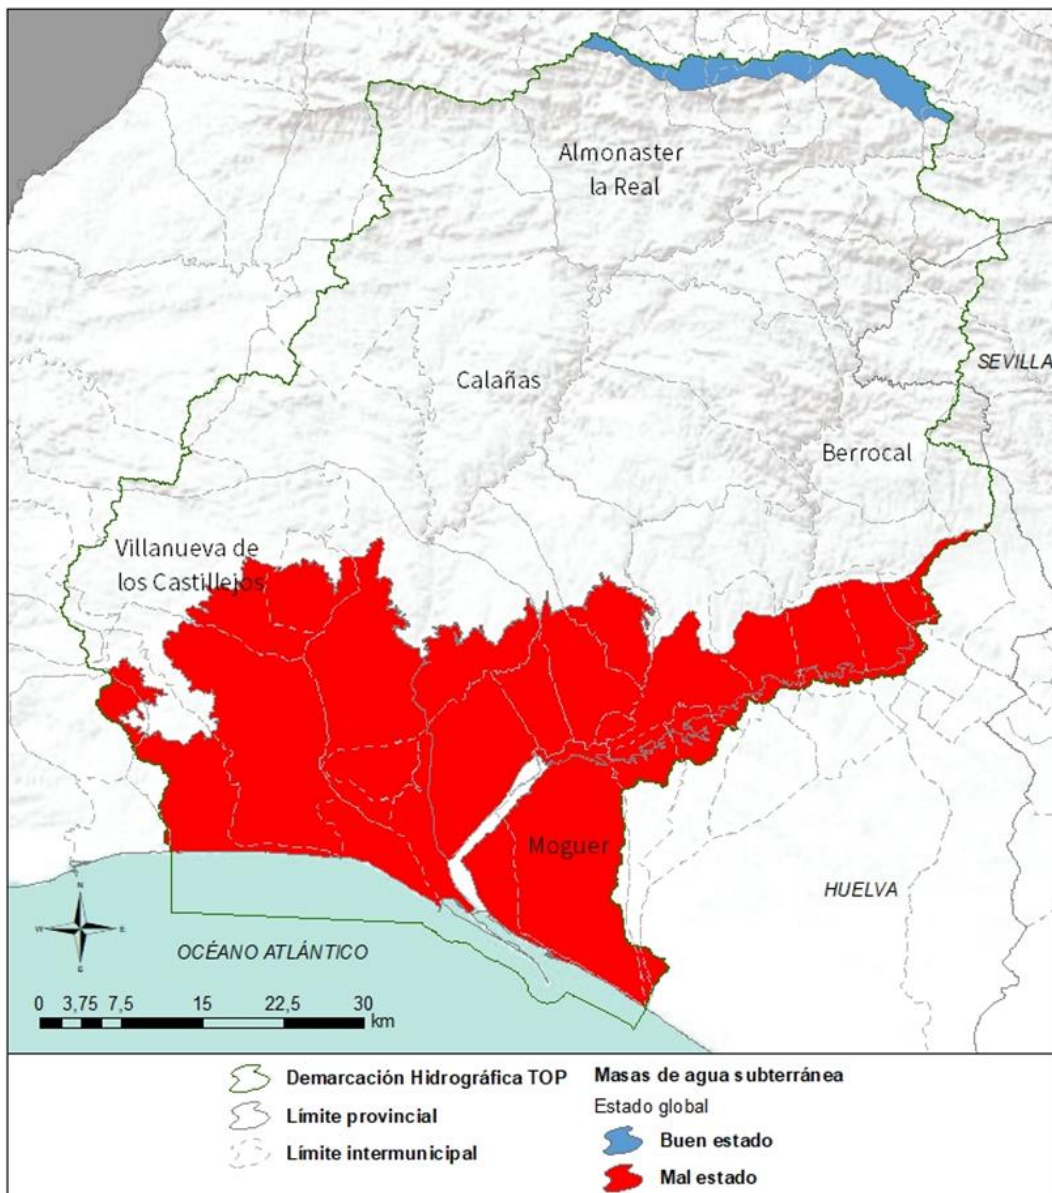 Almonaster
la Real
SEVILLA
Calañas
Berrocal
Villanueva de
los Castillejos
Moguer
HUELVA
N
W
E
S
OCÉANO ATLÁNTICO
0 3,75 7,5 15 22,5 30
km
Demarcación Hidrográfica TOP
Límite provincial
Límite intermunicipal
Masas de agua subterránea
Estado global
Buen estado
Mal estado